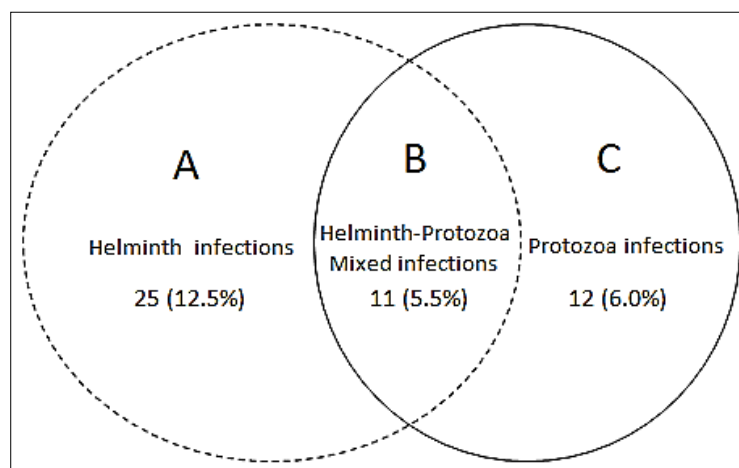 A
Helminth infections
25 (12.5%)
B
Helminth-Protozoa
Mixed infections
11 (5.5%)
C
Protozoa infections
12 (6.0%)